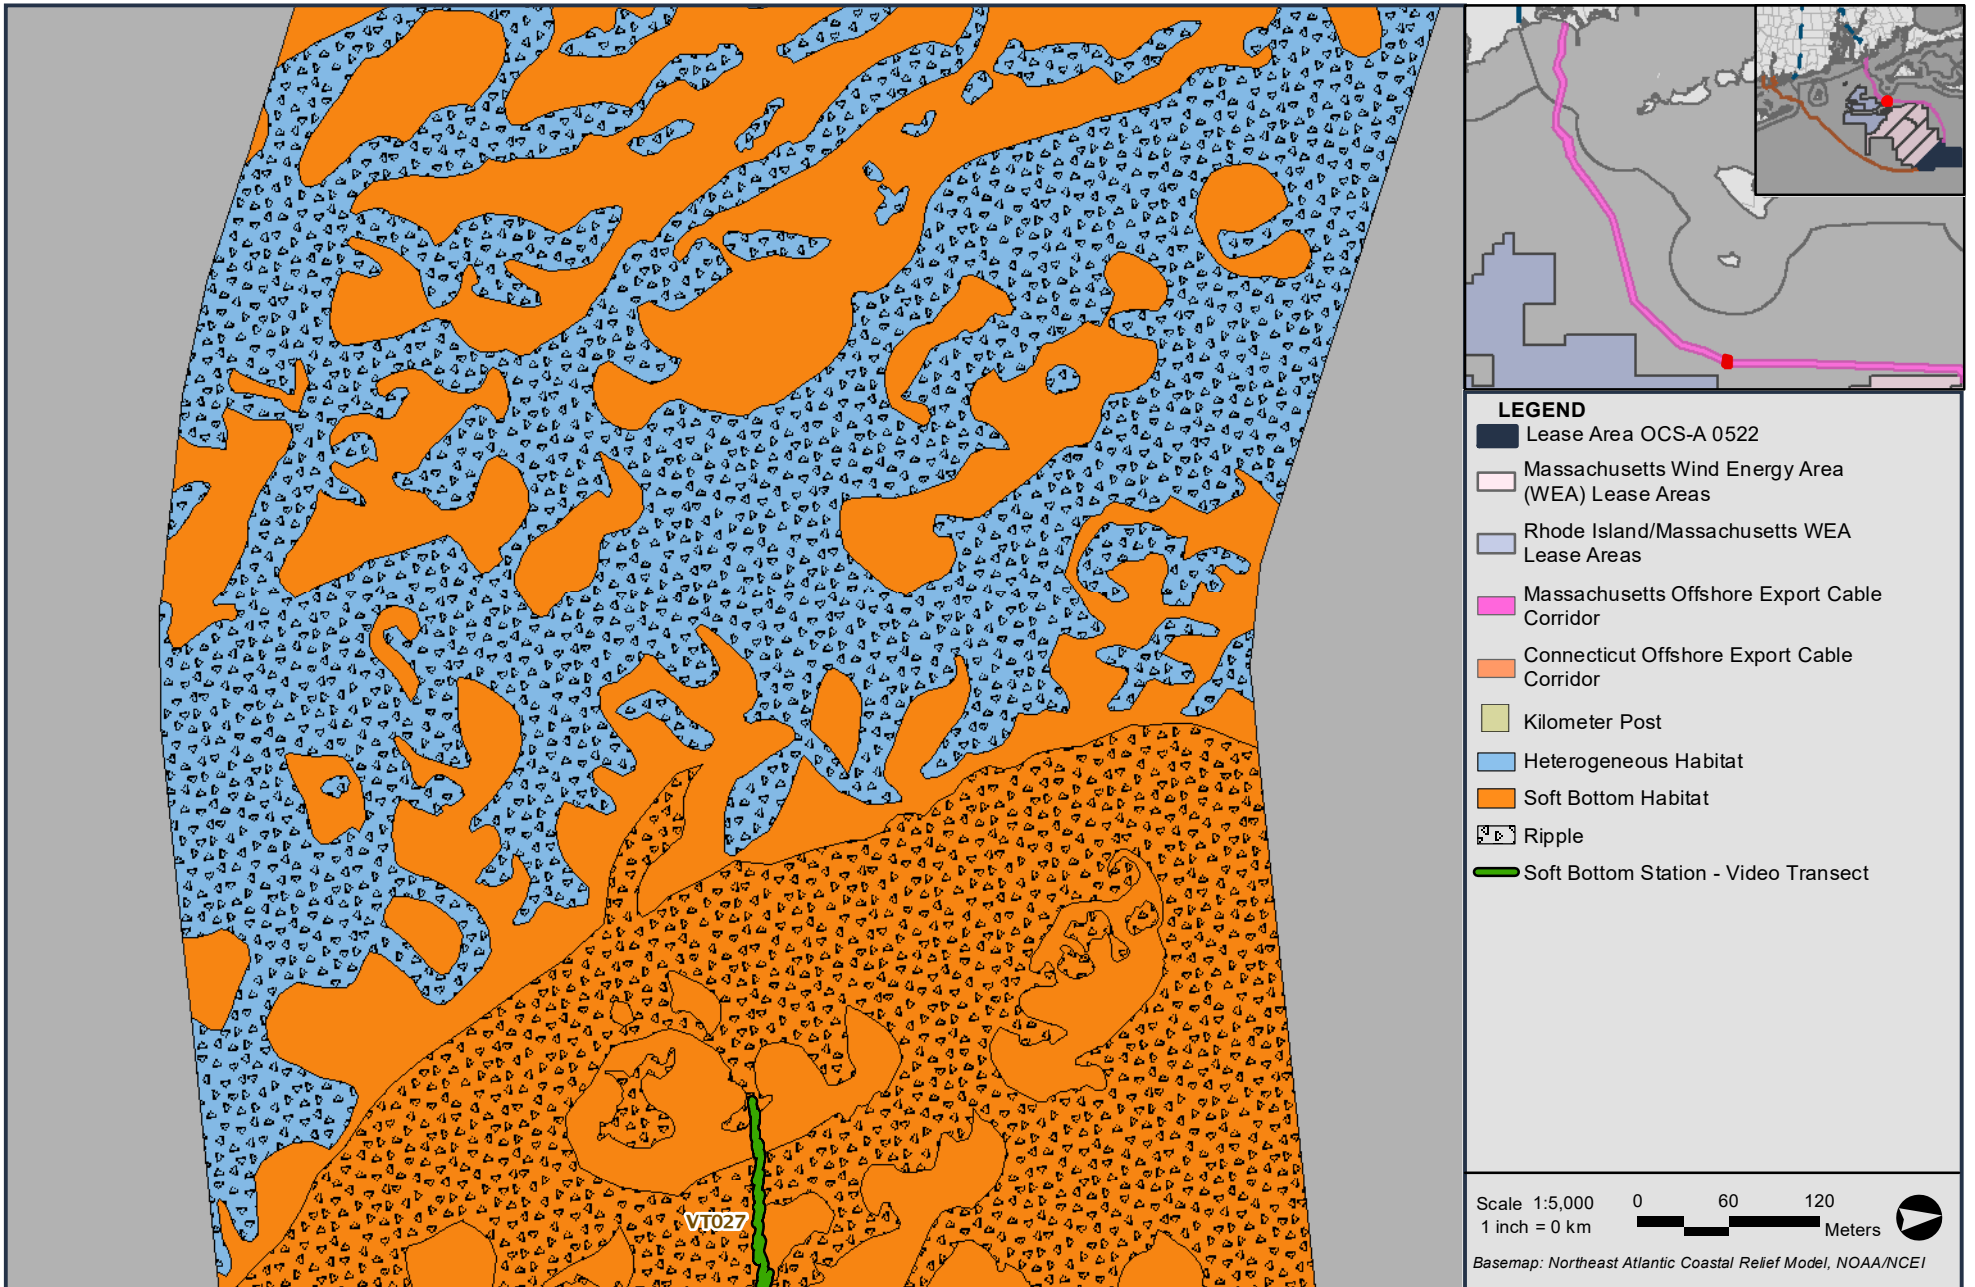 VT027
LEGEND
Lease Area OCS-A 0522
Massachusetts Wind Energy Area
(WEA) Lease Areas
Rhode Island/Massachusetts WEA
Lease Areas
Massachusetts Offshore Export Cable
Corridor
Connecticut Offshore Export Cable
Corridor
Kilometer Post
Heterogeneous Habitat
Soft Bottom Habitat
Ripple
Soft Bottom Station - Video Transect
Scale 1:5,000
1 inch = 0 km
0 60 120
Meters
Basemap: Northeast Atlantic Coastal Relief Model, NOAA/NCEI